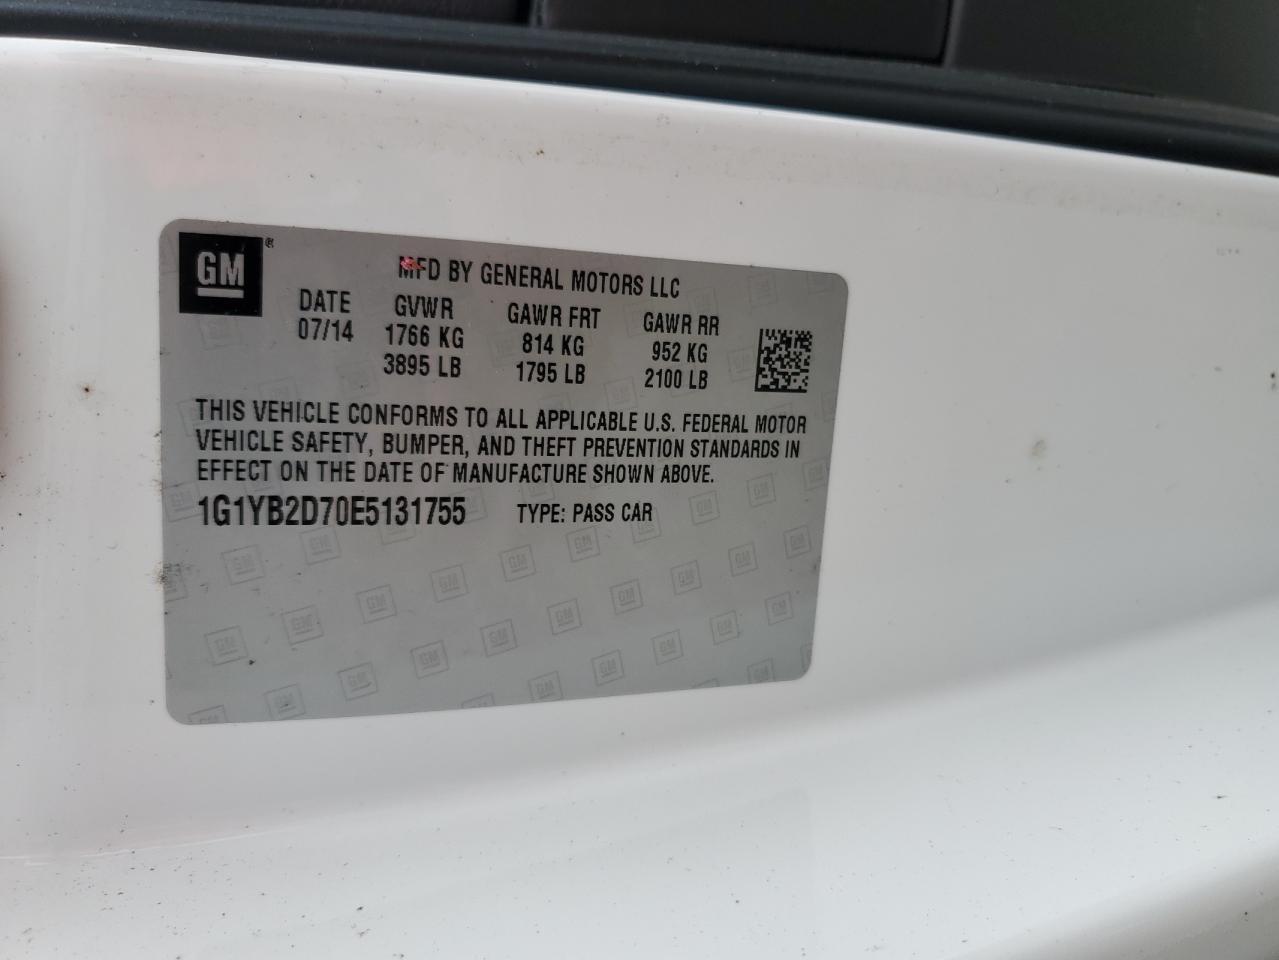 GM ®
MFD BY GENERAL MOTORS LLC
DATE GVWR GAWR FRT GAWR RR
07/14 1766 KG 814 KG 952 KG
3895 LB 1795 LB 2100 LB
THIS VEHICLE CONFORMS TO ALL APPLICABLE U.S. FEDERAL MOTOR
VEHICLE SAFETY, BUMPER, AND THEFT PREVENTION STANDARDS IN
EFFECT ON THE DATE OF MANUFACTURE SHOWN ABOVE.
1G1YB2D70E5131755 TYPE: PASS CAR